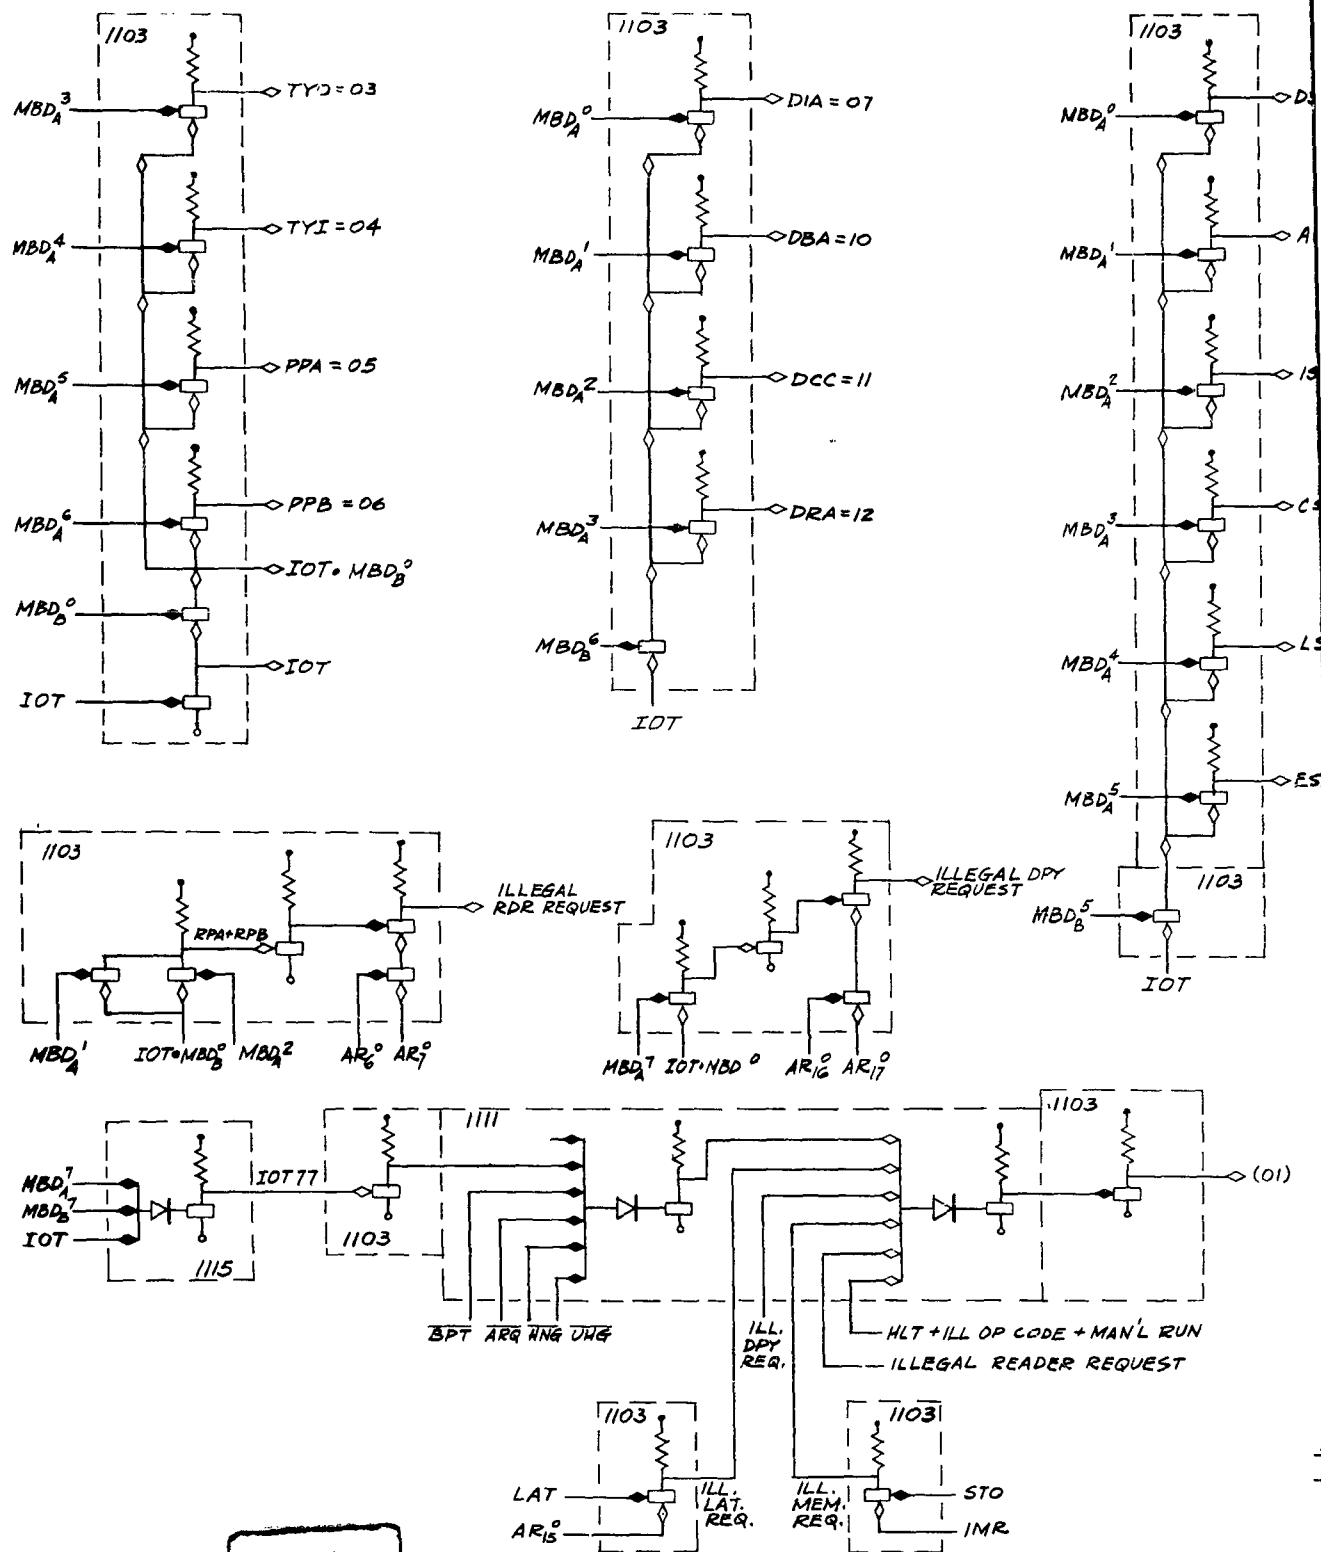 1103
MBD_A^3
TYO=03
MBD_A^4
TYI=04
MBD_A^5
PPA=05
MBD_A^6
PPB=06
IOT•MBD_B^0
MBD_B^0
IOT
IOT
1103
MBD_A^0
DIA=07
MBD_A^1
DBA=10
MBD_A^2
DCC=11
MBD_A^3
DRA=12
MBD_B^6
IOT
1103
MBD_A^0
MBD_A^1
A
MBD_A^2
MBD_A^3
MBD_A^4
MBD_A^5
1103
MBD_B^5
IOT
1103
ILLEGAL
RDR REQUEST
RPA+RPB
MBD_A^1
IOT•MBD_B^0
MBD_A^2
AR_6^0
AR_7^0
1103
ILLEGAL DPY
REQUEST
MBD_A^7
IOT•MBD^0
AR_16^0
AR_17^0
MBD_A^7
MBD_B^7
IOT
1115
IOT77
1103
1111
1103
(01)
BPT
ARQ
HNG
UHG
ILL.
DPY
REQ.
HLT+ILL OP CODE+MAN'L RUN
ILLEGAL READER REQUEST
1103
LAT
AR_15^0
ILL.
LAT.
REQ.
1103
ILL.
MEM.
REQ.
STO
IMR